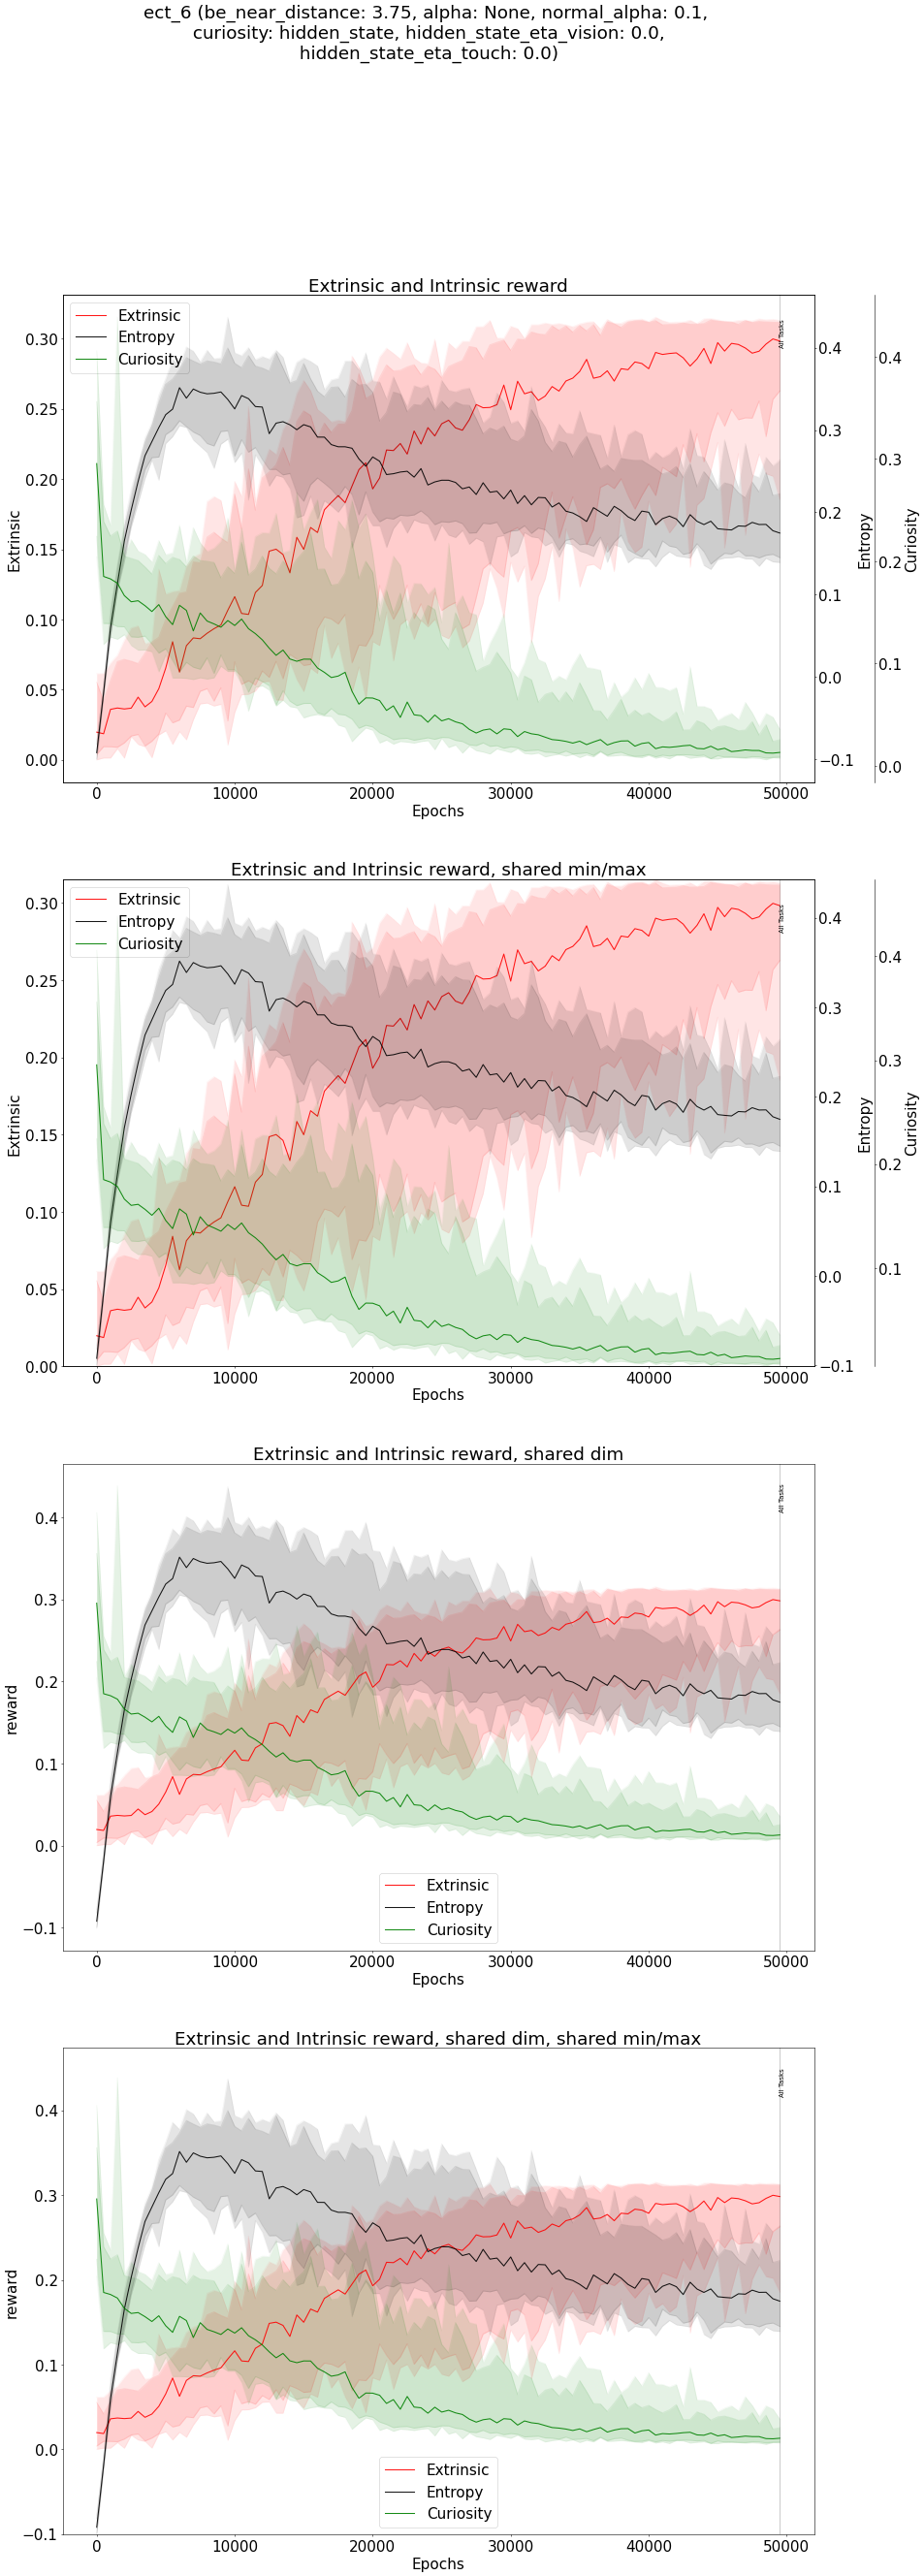 ect_6 (be_near_distance: 3.75, alpha: None, normal_alpha: 0.1,
curiosity: hidden_state, hidden_state_eta_vision: 0.0,
hidden_state_eta_touch: 0.0)
Extrinsic and Intrinsic reward
Extrinsic
Entropy
Curiosity
All Tasks
0.30
0.25
0.20
0.15
0.10
0.05
0.00
Extrinsic
0.4
0.3
0.2
0.1
0.0
−0.1
Entropy
0.4
0.3
0.2
0.1
0.0
Curiosity
0 10000 20000 30000 40000 50000
Epochs
Extrinsic and Intrinsic reward, shared min/max
Extrinsic
Entropy
Curiosity
All Tasks
0.30
0.25
0.20
0.15
0.10
0.05
0.00
Extrinsic
0.4
0.3
0.2
0.1
0.0
−0.1
Entropy
0.4
0.3
0.2
0.1
Curiosity
0 10000 20000 30000 40000 50000
Epochs
Extrinsic and Intrinsic reward, shared dim
All Tasks
0.4
0.3
0.2
0.1
0.0
−0.1
reward
Extrinsic
Entropy
Curiosity
0 10000 20000 30000 40000 50000
Epochs
Extrinsic and Intrinsic reward, shared dim, shared min/max
All Tasks
0.4
0.3
0.2
0.1
0.0
−0.1
reward
Extrinsic
Entropy
Curiosity
0 10000 20000 30000 40000 50000
Epochs